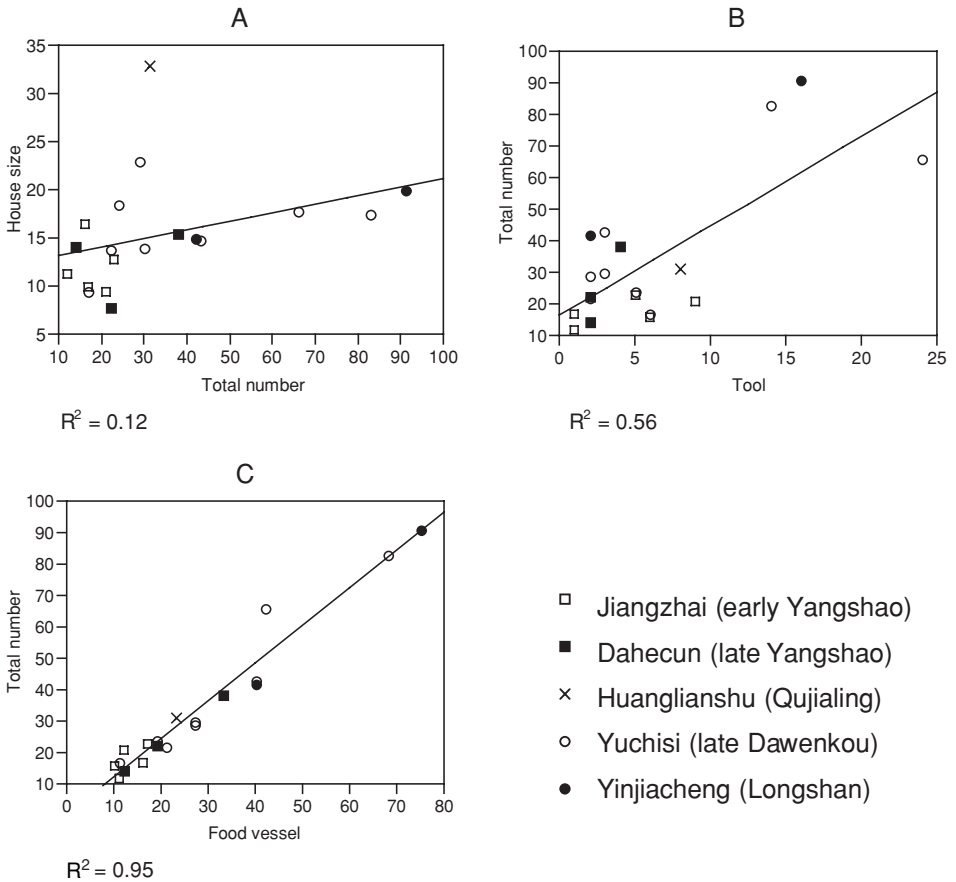 A
35
30
25
20
15
10
5
House size
10 20 30 40 50 60 70 80 90 100
Total number
R² = 0.12
B
100
90
80
70
60
50
40
30
20
10
Total number
0 5 10 15 20 25
Tool
R² = 0.56
C
100
90
80
70
60
50
40
30
20
10
Total number
0 10 20 30 40 50 60 70 80
Food vessel
R² = 0.95
Jiangzhai (early Yangshao)
Dahecun (late Yangshao)
Huanglianshu (Qujialing)
Yuchisi (late Dawenkou)
Yinjiacheng (Longshan)